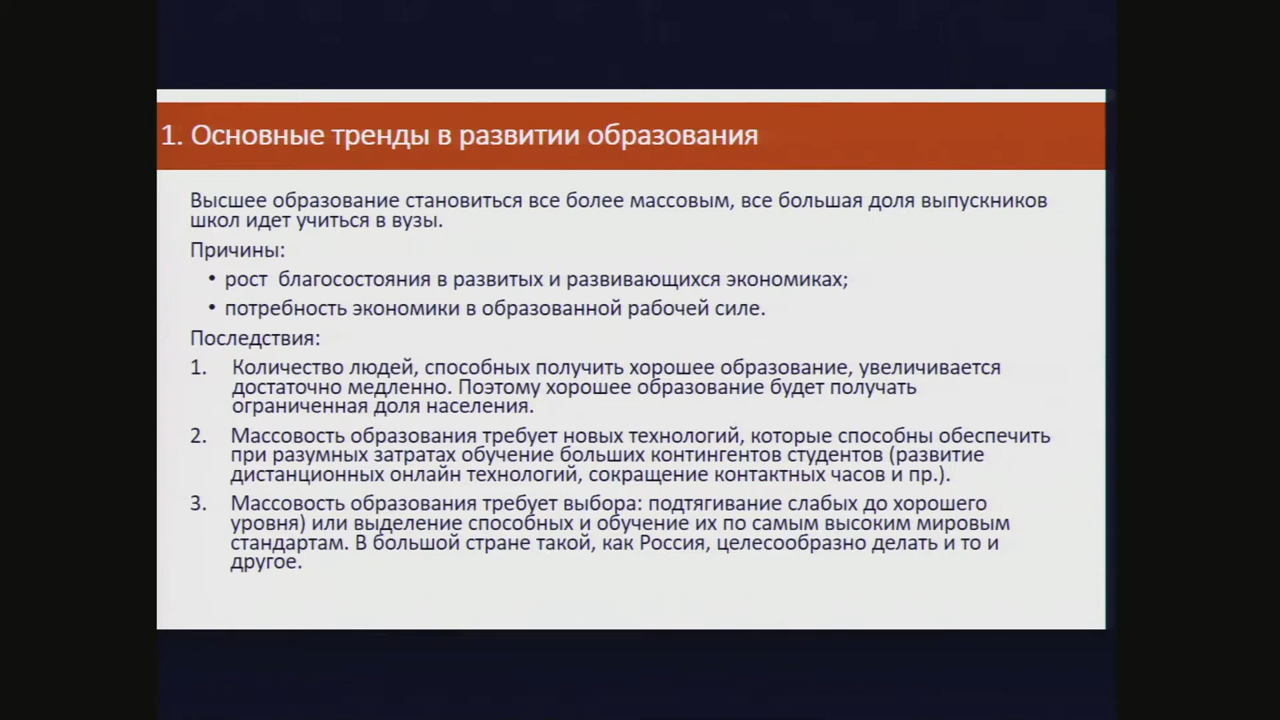 1. Основные тренды в развитии образования
Высшее образование становиться все более массовым, все большая доля выпускников
школ идет учиться в вузы.
Причины:
• рост благосостояния в развитых и развивающихся экономиках;
• потребность экономики в образованной рабочей силе.
Последствия:
1. Количество людей, способных получить хорошее образование, увеличивается
достаточно медленно. Поэтому хорошее образование будет получать
ограниченная доля населения.
2. Массовость образования требует новых технологий, которые способны обеспечить
при разумных затратах обучение больших контингентов студентов (развитие
дистанционных онлайн технологий, сокращение контактных часов и пр.).
3. Массовость образования требует выбора: подтягивание слабых до хорошего
уровня) или выделение способных и обучение их по самым высоким мировым
стандартам. В большой стране такой, как Россия, целесообразно делать и то и
другое.